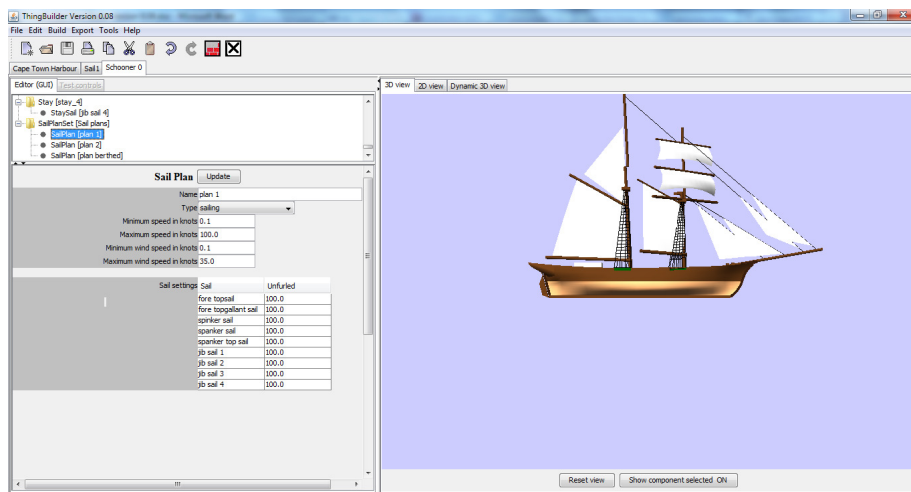 ThingBuilder Version 0.08
File Edit Build Export Tools Help
Cape Town Harbour Sail1 Schooner 0
Editor (GUI) Test controls
3D view 2D view Dynamic 3D view
Stay [stay_4]
StaySail [jib sail 4]
SailPlanSet [Sail plans]
SailPlan [plan 1]
SailPlan [plan 2]
SailPlan [plan berthed]
Sail Plan Update
Name plan 1
Type sailing
Minimum speed in knots 0.1
Maximum speed in knots 100.0
Minimum wind speed in knots 0.1
Maximum wind speed in knots 35.0
Sail settings Sail Unfurled
fore topsail 100.0
fore topgallant sail 100.0
spinker sail 100.0
spanker sail 100.0
spanker top sail 100.0
jib sail 1 100.0
jib sail 2 100.0
jib sail 3 100.0
jib sail 4 100.0
Reset view Show component selected ON